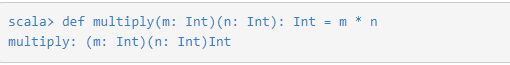 scala> def multiply(m: Int)(n: Int): Int = m * n
multiply: (m: Int)(n: Int)Int